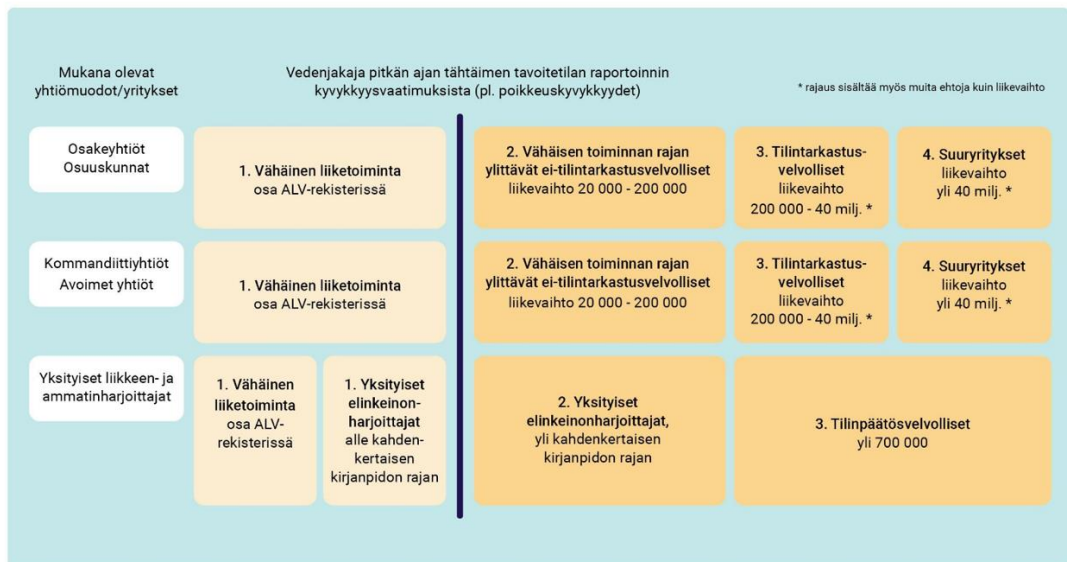 Mukana olevat
yhtiömuodot/yritykset
Vedenjakaja pitkän ajan tähtäimen tavoitetilan raportoinnin
kyvykkyysvaatimuksista (pl. poikkeuskyvykkyydet)
* rajaus sisältää myös muita ehtoja kuin liikevaihto
Osakeyhtiöt
Osuuskunnat
1. Vähäinen liiketoiminta
osa ALV-rekisterissä
2. Vähäisen toiminnan rajan
ylittävät ei-tilintarkastusvelvolliset
liikevaihto 20 000 - 200 000
3. Tilintarkastus-
velvolliset
liikevaihto
200 000 - 40 milj. *
4. Suuryritykset
liikevaihto
yli 40 milj. *
Kommandiittiyhtiöt
Avoimet yhtiöt
1. Vähäinen liiketoiminta
osa ALV-rekisterissä
2. Vähäisen toiminnan rajan
ylittävät ei-tilintarkastusvelvolliset
liikevaihto 20 000 - 200 000
3. Tilintarkastus-
velvolliset
liikevaihto
200 000 - 40 milj. *
4. Suuryritykset
liikevaihto
yli 40 milj. *
Yksityiset liikkeen- ja
ammatinharjoittajat
1. Vähäinen
liiketoiminta
osa ALV-
rekisterissä
1. Yksityiset
elinkeinon-
harjoittajat
alle kahden-
kertaisen
kirjanpidon rajan
2. Yksityiset
elinkeinonharjoittajat,
yli kahdenkertaisen
kirjanpidon rajan
3. Tilinpäätösvelvolliset
yli 700 000